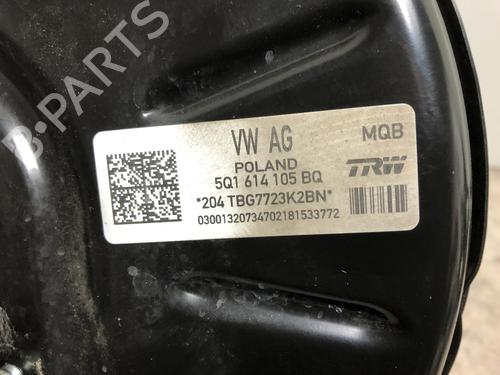 B-PARTS
VW AG
MQB
POLAND
TRW
5Q1 614 105 BQ
*204 TBG7723K2BN*
03001320734702181533772